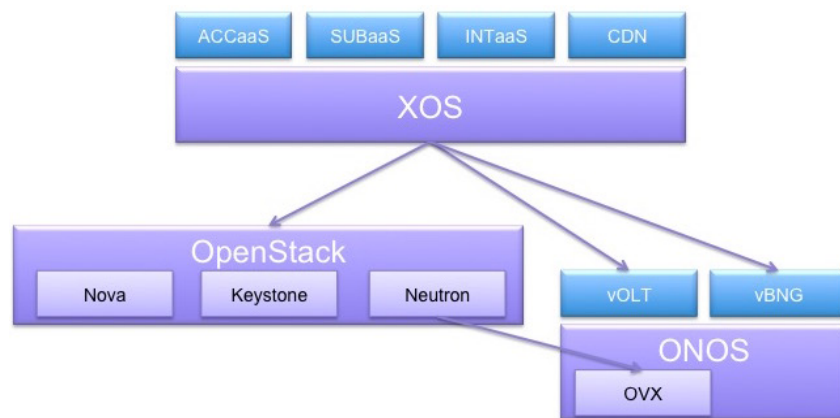 ACCaaS SUBaaS INTaaS CDN
XOS
OpenStack
Nova Keystone Neutron
vOLT vBNG
ONOS
OVX